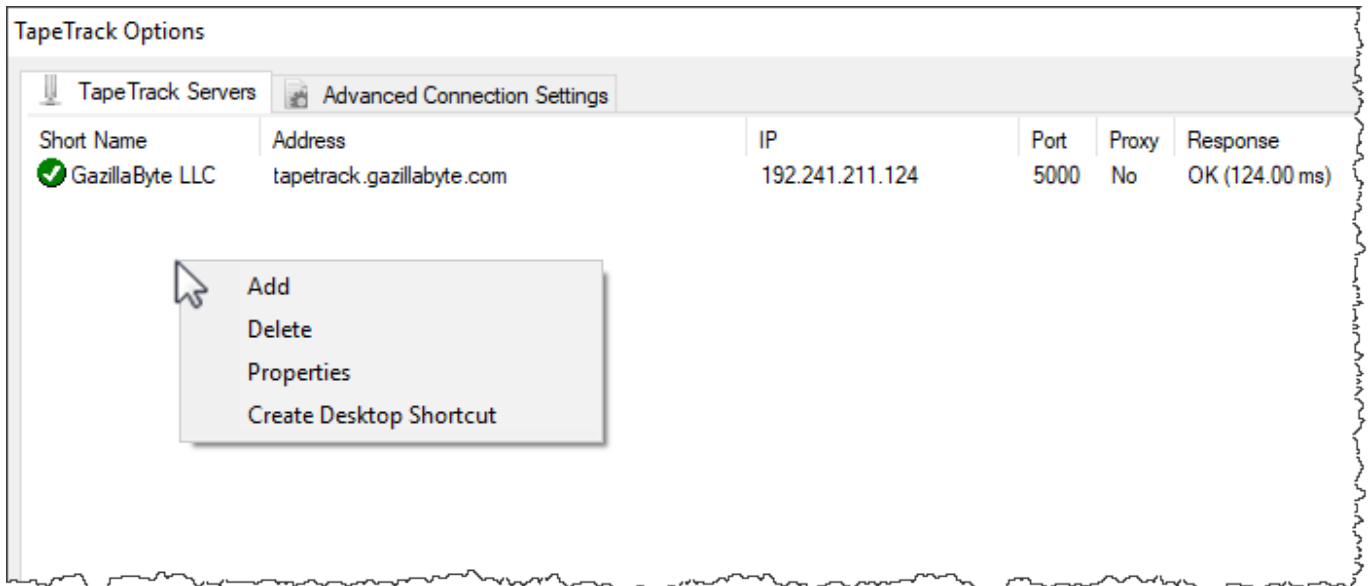 TapeTrack Options
TapeTrack Servers Advanced Connection Settings
Short Name Address IP Port Proxy Response
GazillaByte LLC tapetrack.gazillabyte.com 192.241.211.124 5000 No OK (124.00 ms)
Add
Delete
Properties
Create Desktop Shortcut